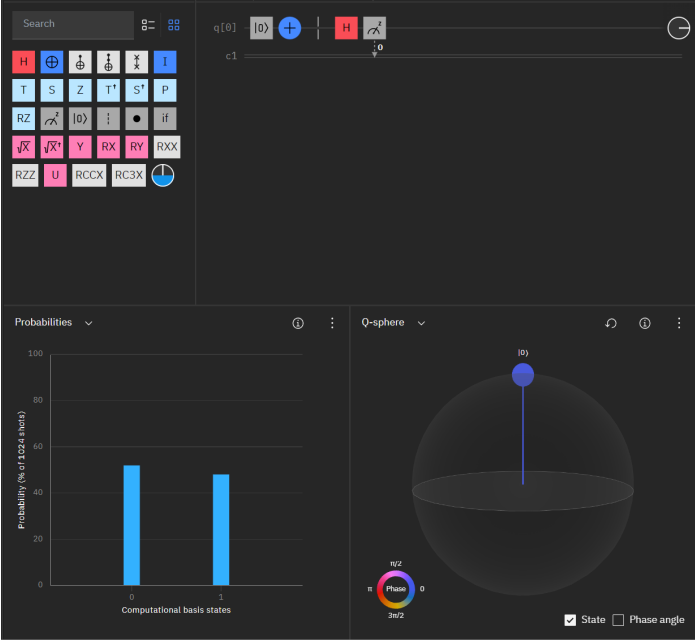 Search
q[0] |0⟩ + H z
0
c1
H I
T S Z T† S† P
RZ z |0⟩ if
√X √X† Y RX RY RXX
RZZ U RCCX RC3X
Probabilities
Probability (% of 1024 shots)
100
80
60
40
20
0
0 1
Computational basis states
Q-sphere
|0⟩
π/2
π Phase 0
3π/2
State Phase angle